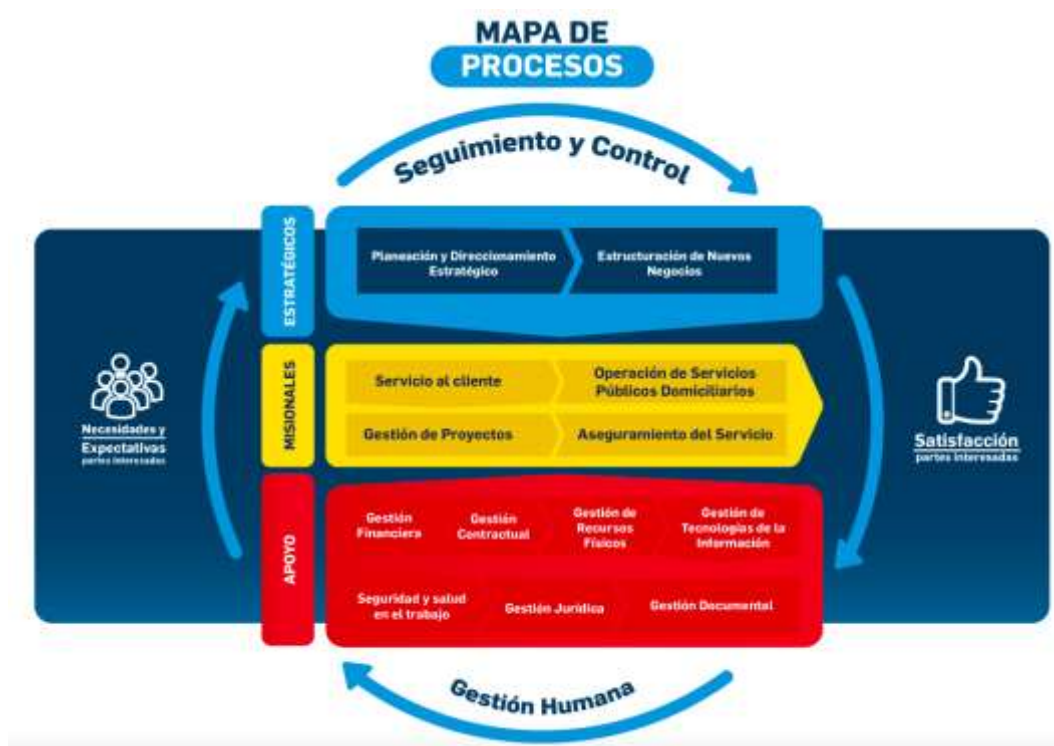 MAPA DE
PROCESOS
Seguimiento y Control
ESTRATÉGICOS
Planeación y Direccionamiento
Estratégico
Estructuración de Nuevos
Negocios
MISIONALES
Servicio al cliente
Operación de Servicios
Públicos Domiciliarios
Gestión de Proyectos
Aseguramiento del Servicio
Necesidades y
Expectativas
partes interesadas
Satisfacción
partes interesadas
APOYO
Gestión
Financiera
Gestión
Contractual
Gestión de
Recursos
Físicos
Gestión de
Tecnologías de la
Información
Seguridad y salud
en el trabajo
Gestión Jurídica
Gestión Documental
Gestión Humana